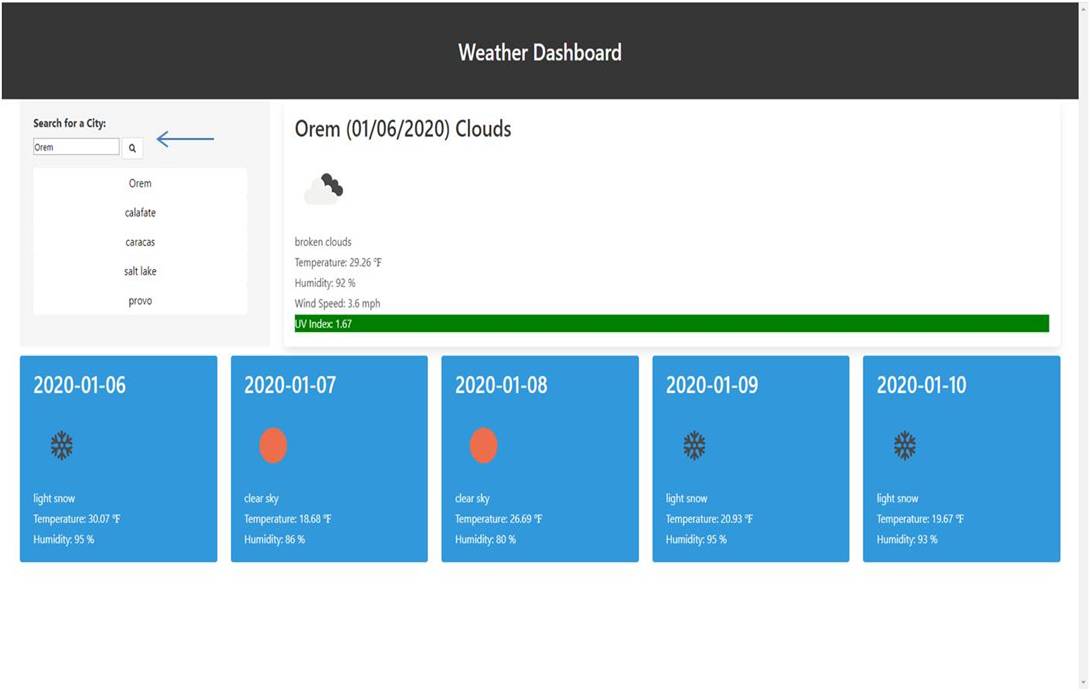 Weather Dashboard
Search for a City:
Orem
Orem
calafate
caracas
salt lake
provo
Orem (01/06/2020) Clouds
broken clouds
Temperature: 29.26 °F
Humidity: 92 %
Wind Speed: 3.6 mph
UV Index: 1.67
2020-01-06
light snow
Temperature: 30.07 °F
Humidity: 95 %
2020-01-07
clear sky
Temperature: 18.68 °F
Humidity: 86 %
2020-01-08
clear sky
Temperature: 26.69 °F
Humidity: 80 %
2020-01-09
light snow
Temperature: 20.93 °F
Humidity: 95 %
2020-01-10
light snow
Temperature: 19.67 °F
Humidity: 93 %